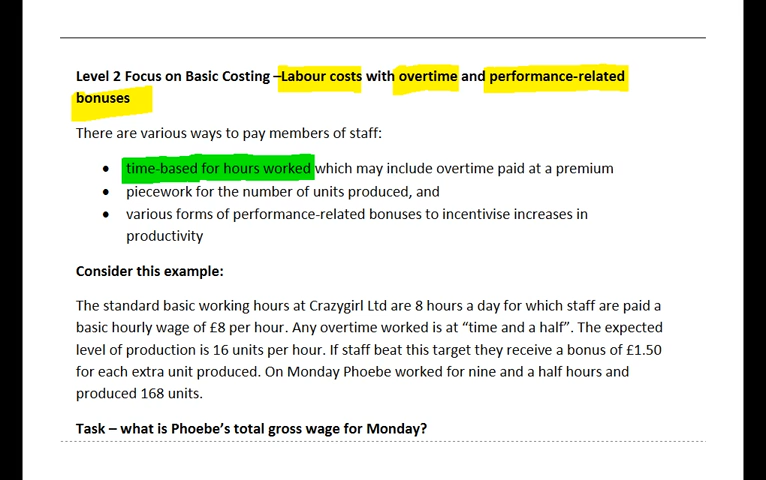 Level 2 Focus on Basic Costing –Labour costs with overtime and performance-related
bonuses
There are various ways to pay members of staff:
• time-based for hours worked which may include overtime paid at a premium
• piecework for the number of units produced, and
• various forms of performance-related bonuses to incentivise increases in
productivity
Consider this example:
The standard basic working hours at Crazygirl Ltd are 8 hours a day for which staff are paid a
basic hourly wage of £8 per hour. Any overtime worked is at “time and a half”. The expected
level of production is 16 units per hour. If staff beat this target they receive a bonus of £1.50
for each extra unit produced. On Monday Phoebe worked for nine and a half hours and
produced 168 units.
Task – what is Phoebe’s total gross wage for Monday?